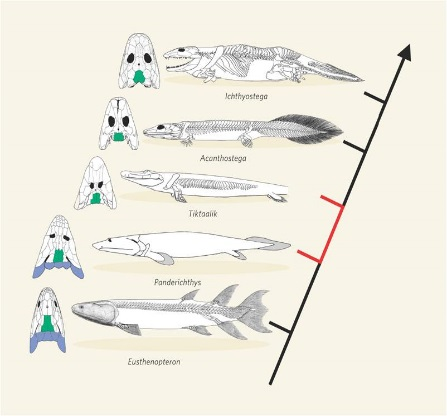 Ichthyostega
Acanthostega
Tiktaalik
Panderichthys
Eusthenopteron